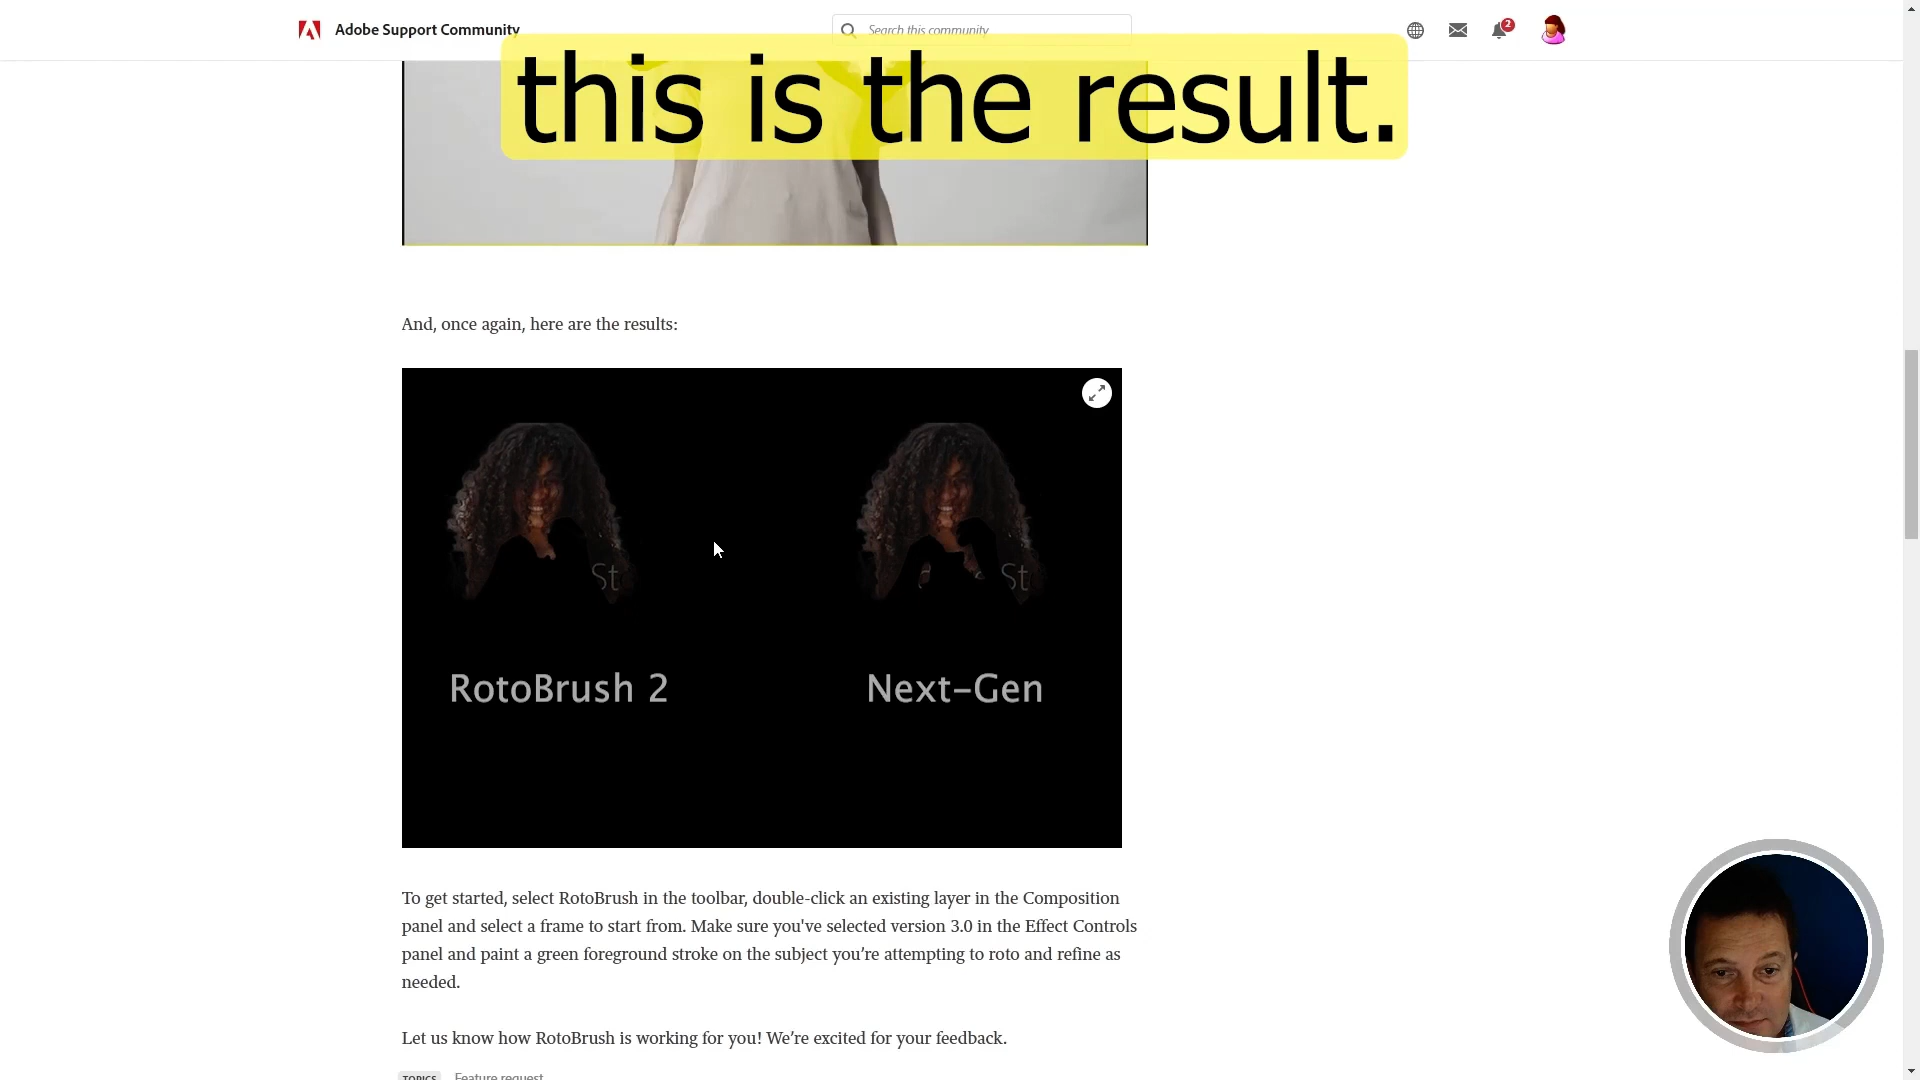 Adobe Support Community
Search this community
2
this is the result.
And, once again, here are the results:
St
St
RotoBrush 2
Next-Gen
To get started, select RotoBrush in the toolbar, double-click an existing layer in the Composition
panel and select a frame to start from. Make sure you've selected version 3.0 in the Effect Controls
panel and paint a green foreground stroke on the subject you’re attempting to roto and refine as
needed.
Let us know how RotoBrush is working for you! We’re excited for your feedback.
TOPICS
Feature request